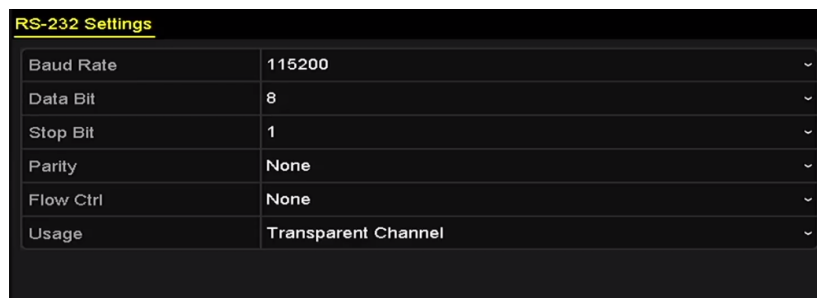 RS-232 Settings
Baud Rate 115200
Data Bit 8
Stop Bit 1
Parity None
Flow Ctrl None
Usage Transparent Channel